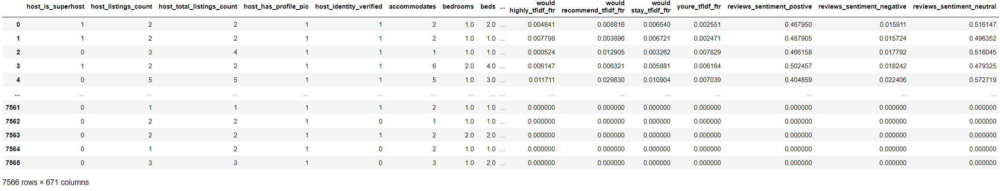 host_is_superhost host_listings_count host_total_listings_count host_has_profile_pic host_identity_verified accommodates bedrooms beds ... would highly_tfidf_ftr would recommend_tfidf_ftr would stay_tfidf_ftr youre_tfidf_ftr reviews_sentiment_postive reviews_sentiment_negative reviews_sentiment_neutral
0 1 2 2 1 1 2 1.0 2.0 ... 0.004841 0.008816 0.006540 0.002551 0.467950 0.015911 0.516147
1 1 2 2 1 1 2 1.0 1.0 ... 0.007798 0.003896 0.006721 0.002471 0.487905 0.015724 0.496352
2 0 3 4 1 1 1 1.0 1.0 ... 0.000524 0.012905 0.003262 0.007829 0.466158 0.017792 0.516045
3 1 2 2 1 1 6 2.0 4.0 ... 0.006147 0.006321 0.005881 0.006164 0.502457 0.018242 0.479325
4 0 5 5 1 1 5 1.0 3.0 ... 0.011711 0.029830 0.010904 0.007039 0.404859 0.022406 0.572719
... ... ... ... ... ... ... ... ... ... ... ... ... ... ... ... ...
7561 0 1 1 1 1 2 1.0 1.0 ... 0.000000 0.000000 0.000000 0.000000 0.000000 0.000000 0.000000
7562 0 2 2 1 0 1 1.0 1.0 ... 0.000000 0.000000 0.000000 0.000000 0.000000 0.000000 0.000000
7563 0 2 2 1 1 2 2.0 2.0 ... 0.000000 0.000000 0.000000 0.000000 0.000000 0.000000 0.000000
7564 0 1 2 1 0 2 1.0 1.0 ... 0.000000 0.000000 0.000000 0.000000 0.000000 0.000000 0.000000
7565 0 3 3 1 0 3 1.0 2.0 ... 0.000000 0.000000 0.000000 0.000000 0.000000 0.000000 0.000000
7566 rows × 671 columns